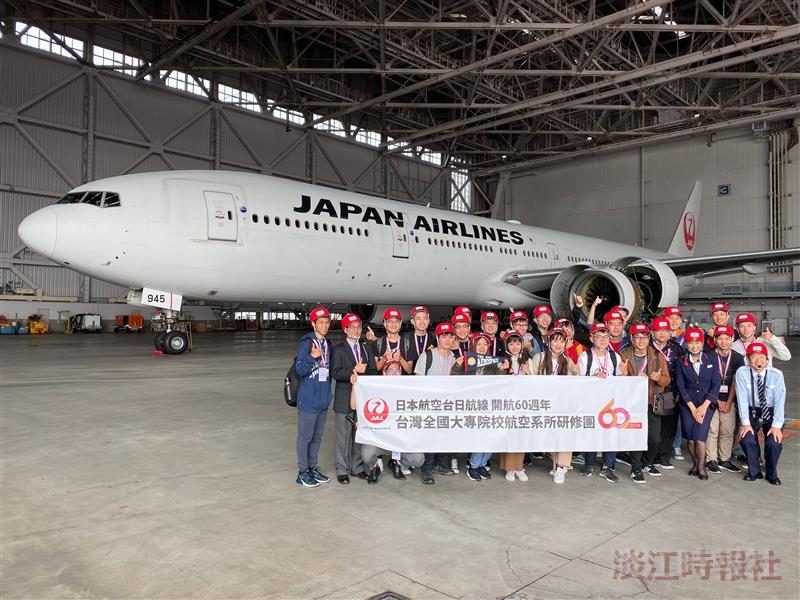 JAPAN AIRLINES
945
3
JAL
日本航空台日航線 開航60週年
台灣全國大專院校航空系所研修團
60
淡江時報社